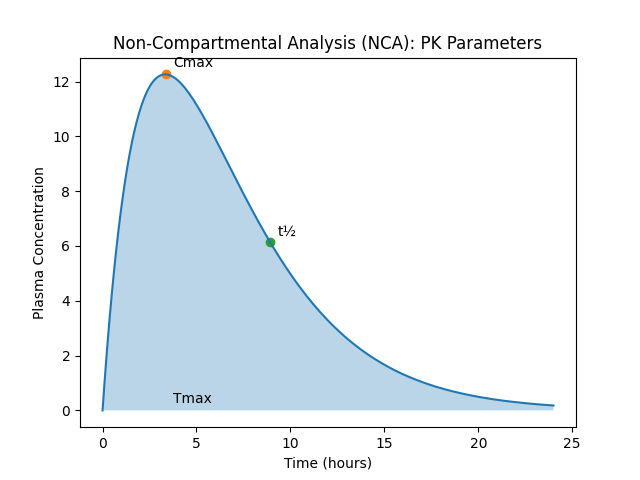 Non-Compartmental Analysis (NCA): PK Parameters
Cmax
t½
Tmax
Plasma Concentration
12
10
8
6
4
2
0
0 5 10 15 20 25
Time (hours)